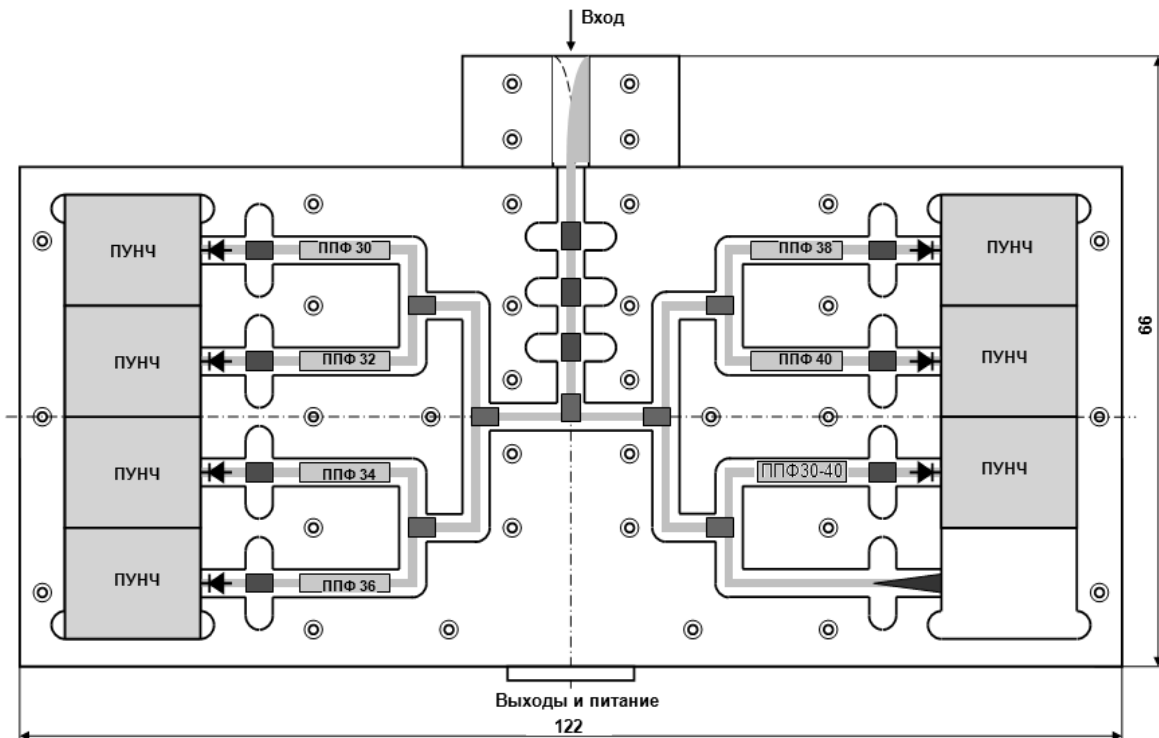 Вход
ПУНЧ
ППФ 30
ППФ 38
ПУНЧ
ПУНЧ
ППФ 32
ППФ 40
ПУНЧ
66
ПУНЧ
ППФ 34
ППФ30-40
ПУНЧ
ПУНЧ
ППФ 36
Выходы и питание
122